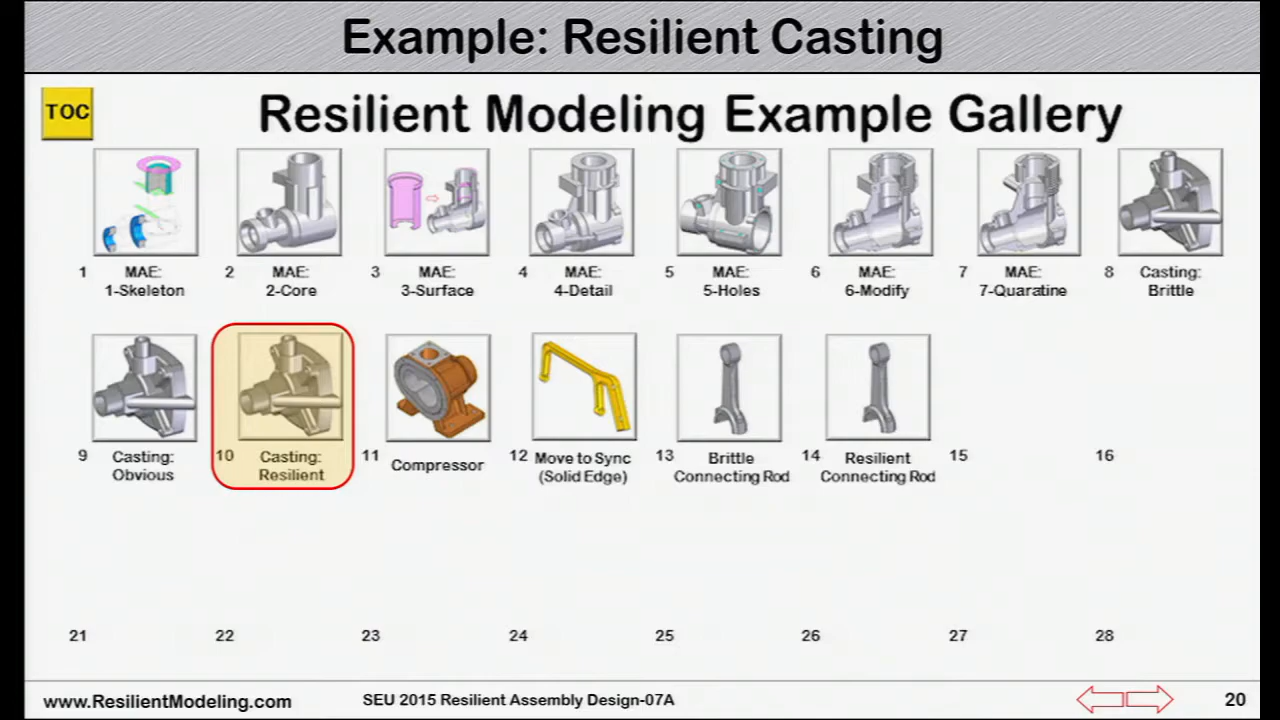 Example: Resilient Casting
TOC
Resilient Modeling Example Gallery
1 MAE:
1-Skeleton
2 MAE:
2-Core
3 MAE:
3-Surface
4 MAE:
4-Detail
5 MAE:
5-Holes
6 MAE:
6-Modify
7 MAE:
7-Quaratine
8 Casting:
Brittle
9 Casting:
Obvious
10 Casting:
Resilient
11 Compressor
12 Move to Sync
(Solid Edge)
13 Brittle
Connecting Rod
14 Resilient
Connecting Rod
15
16
21
22
23
24
25
26
27
28
www.ResilientModeling.com
SEU 2015 Resilient Assembly Design-07A
20